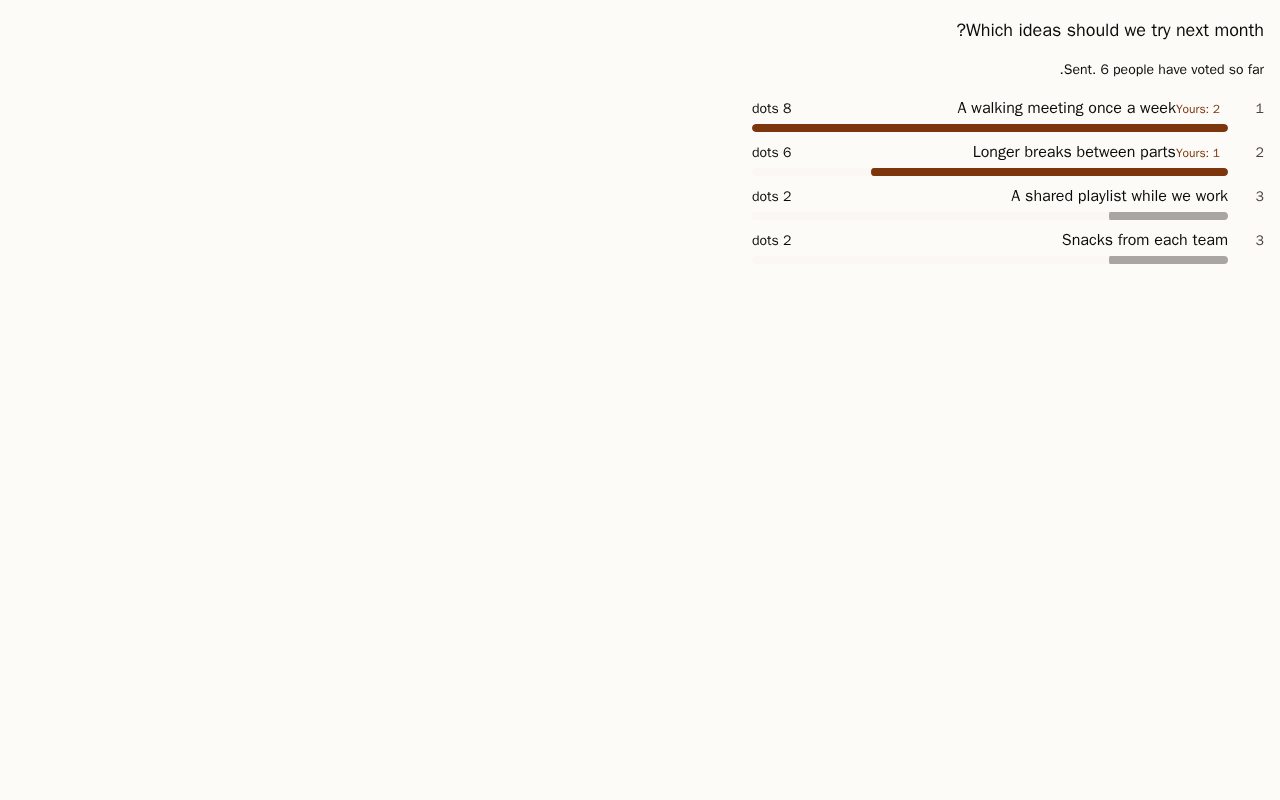 ?Which ideas should we try next month
.Sent. 6 people have voted so far
1 A walking meeting once a week Yours: 2 dots 8
2 Longer breaks between parts Yours: 1 dots 6
3 A shared playlist while we work dots 2
3 Snacks from each team dots 2